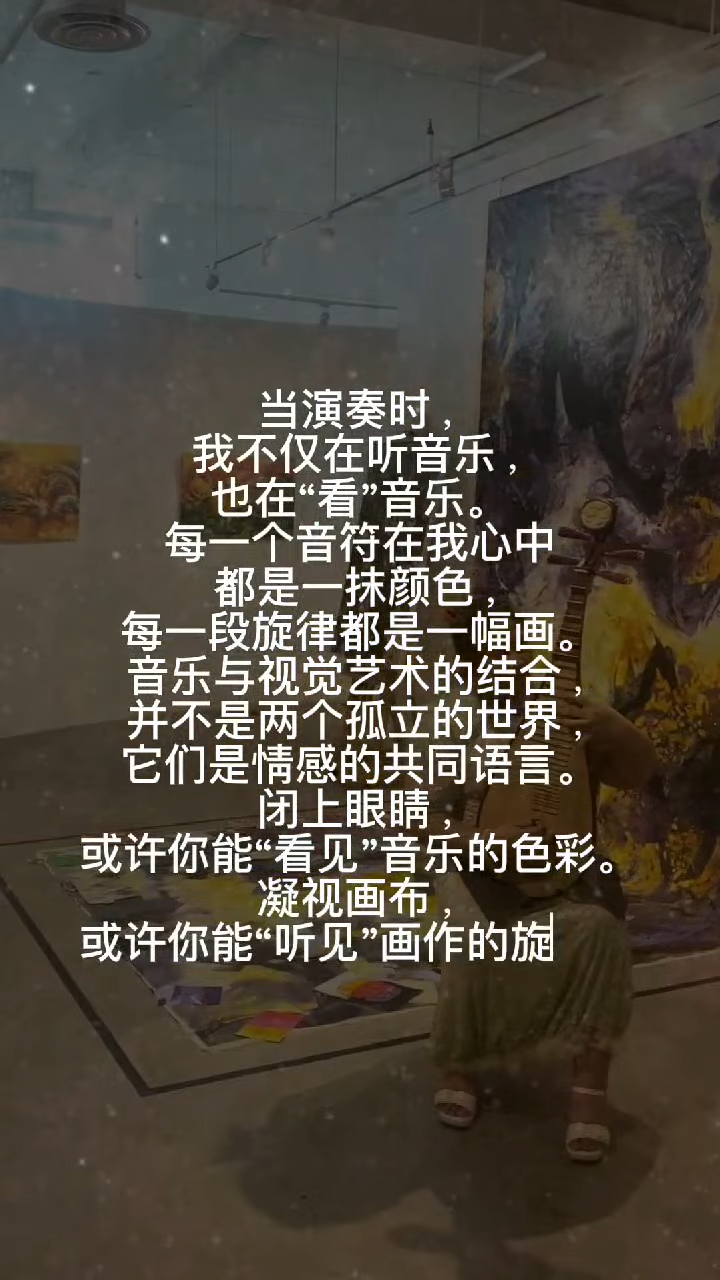 当演奏时，
我不仅在听音乐，
也在“看”音乐。
每一个音符在我心中
都是一抹颜色，
每一段旋律都是一幅画。
音乐与视觉艺术的结合，
并不是两个孤立的世界，
它们是情感的共同语言。
闭上眼睛，
或许你能“看见”音乐的色彩。
凝视画布，
或许你能“听见”画作的旋